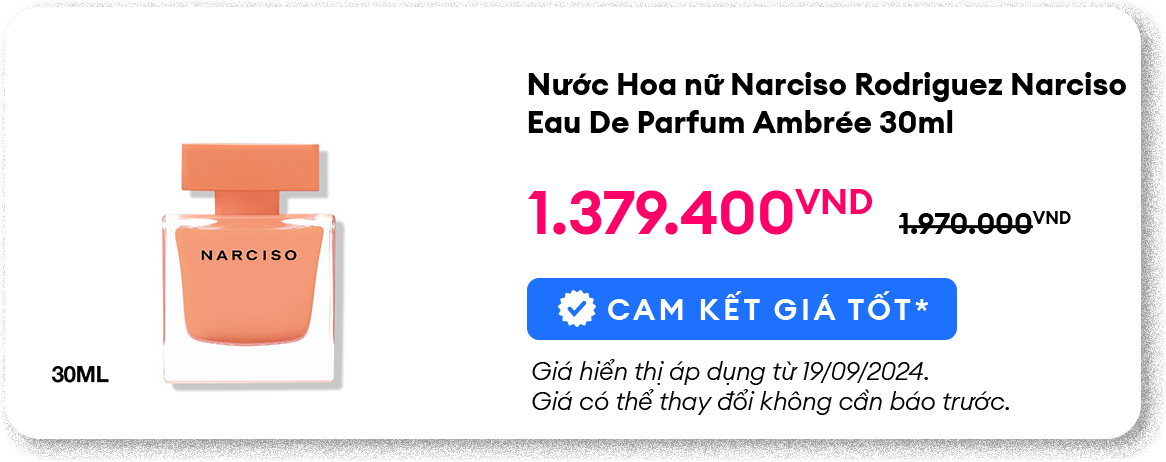 Nước Hoa nữ Narciso Rodriguez Narciso
Eau De Parfum Ambrée 30ml
1.379.400VND 1.970.000VND
NARCISO
CAM KẾT GIÁ TỐT*
30ML
Giá hiển thị áp dụng từ 19/09/2024.
Giá có thể thay đổi không cần báo trước.